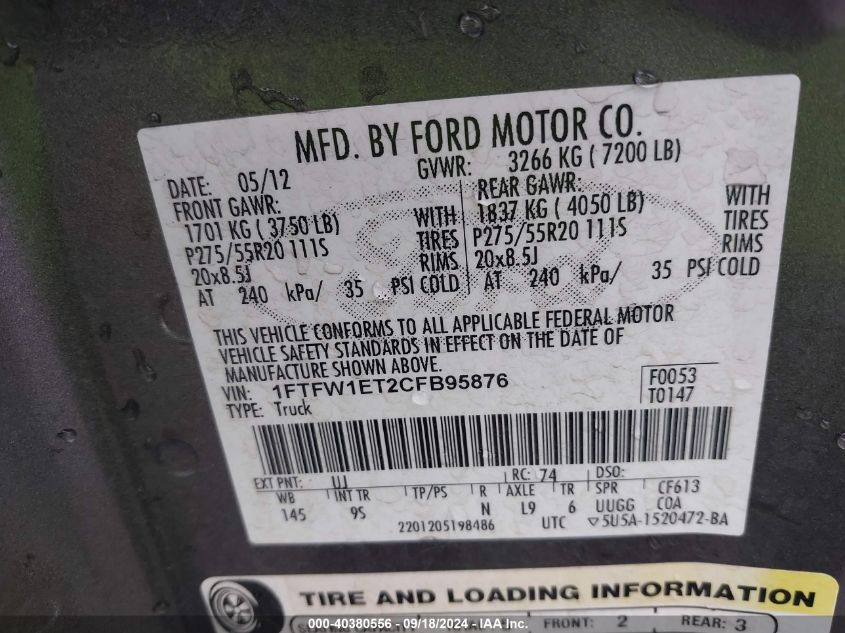 MFD. BY FORD MOTOR CO.
DATE: 05/12 GVWR: 3266 KG ( 7200 LB)
FRONT GAWR: REAR GAWR:
1701 KG ( 3750 LB) WITH 1837 KG ( 4050 LB) WITH
P275/55R20 111S TIRES P275/55R20 111S TIRES
20x8.5J RIMS 20x8.5J RIMS
AT 240 kPa/ 35 PSI COLD AT 240 kPa/ 35 PSI COLD
THIS VEHICLE CONFORMS TO ALL APPLICABLE FEDERAL MOTOR
VEHICLE SAFETY STANDARDS IN EFFECT ON THE DATE OF
MANUFACTURE SHOWN ABOVE.
VIN: 1FTFW1ET2CFB95876 F0053
TYPE: Truck T0147
EXT PNT: UJ RC: 74 DSO:
WB INT TR TP/PS R AXLE TR SPR CF613
145 9S N L9 6 UUGG COA
2201205198486 UTC ▽5U5A-1520472-BA
TIRE AND LOADING INFORMATION
FRONT: 2 REAR: 3
000-40380556 - 09/18/2024 - IAA Inc.